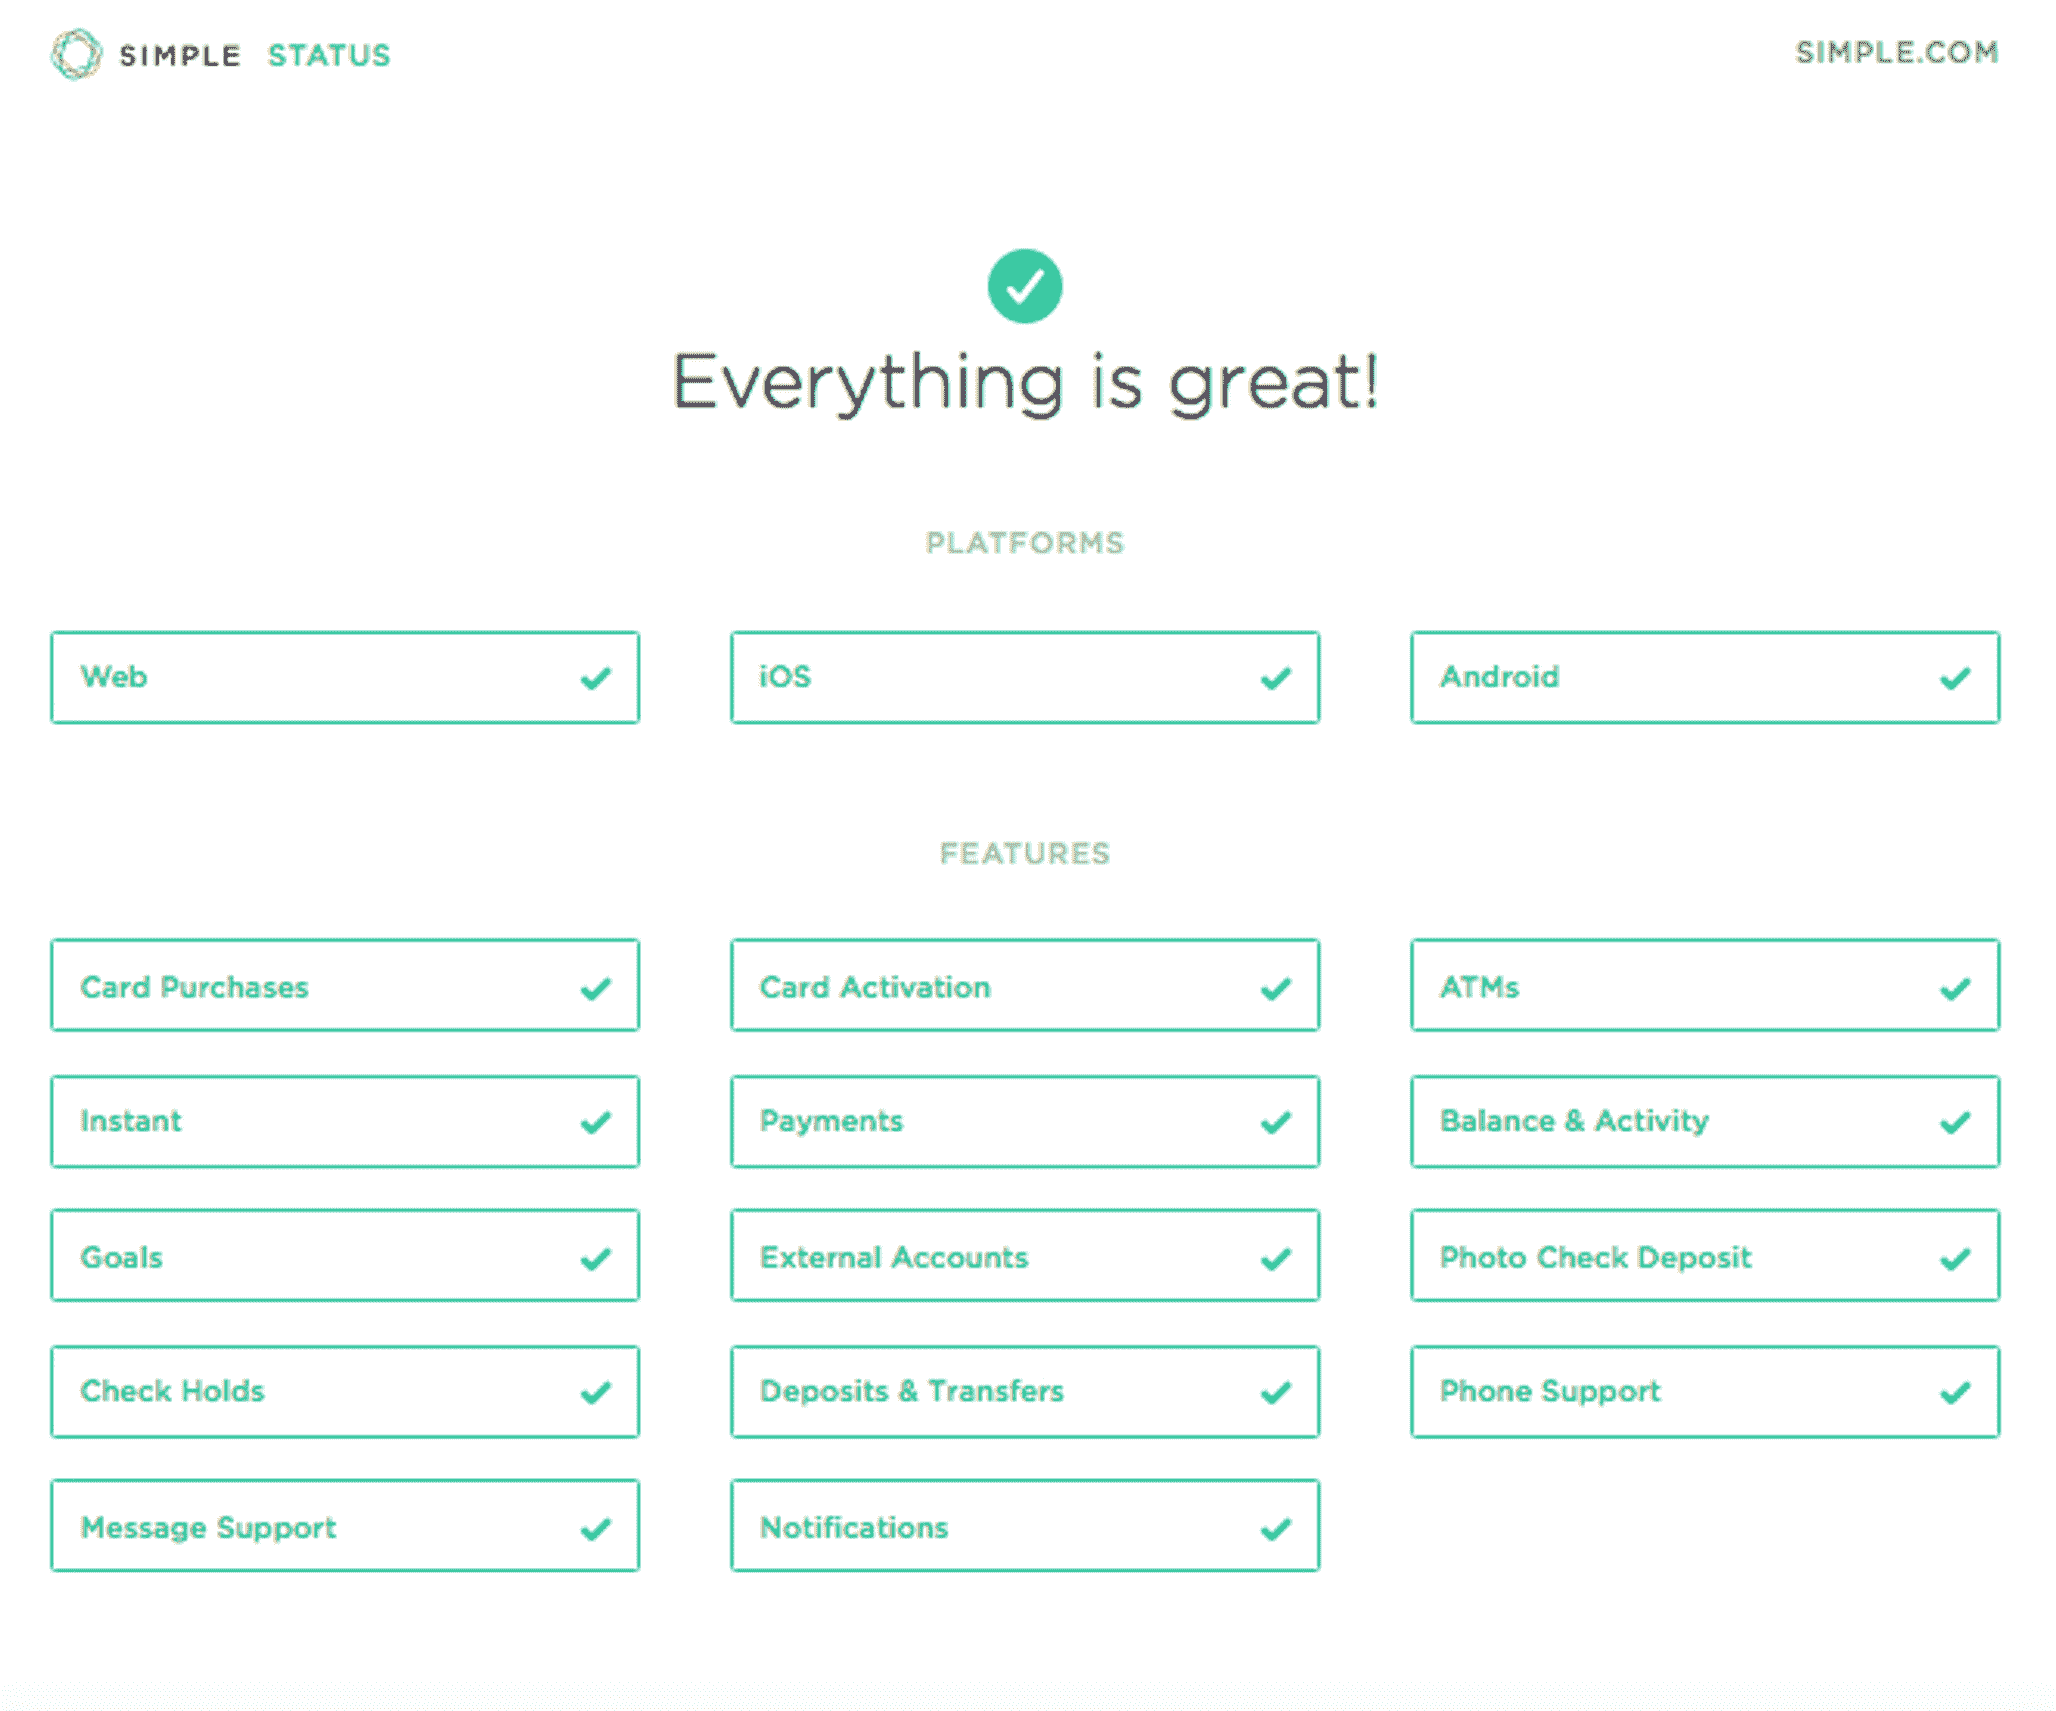 SIMPLE STATUS
SIMPLE.COM
Everything is great!
PLATFORMS
Web
iOS
Android
FEATURES
Card Purchases
Card Activation
ATMs
Instant
Payments
Balance & Activity
Goals
External Accounts
Photo Check Deposit
Check Holds
Deposits & Transfers
Phone Support
Message Support
Notifications